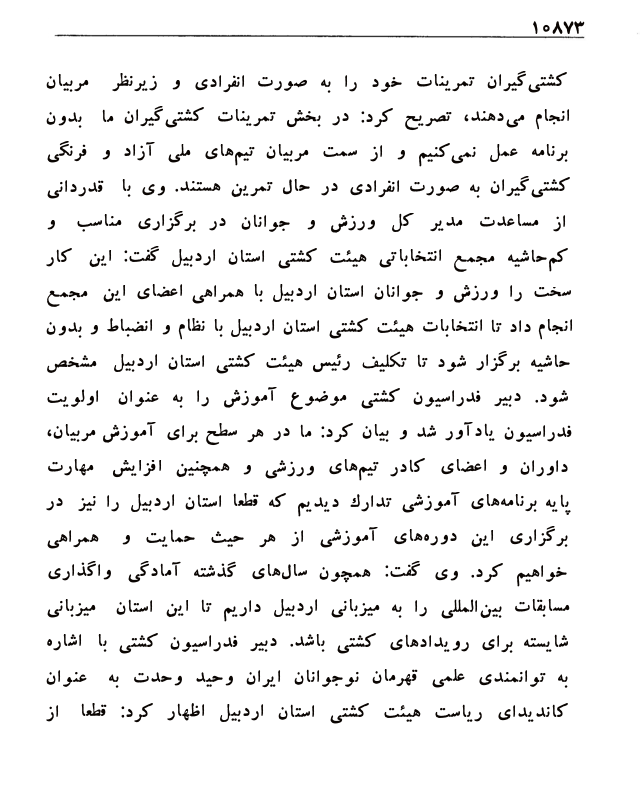 ۱۰۸۷۳
کشتی‌گیران تمرینات خود را به صورت انفرادی و زیرنظر مربیان
انجام می‌دهند، تصریح کرد: در بخش تمرینات کشتی‌گیران ما بدون
برنامه عمل نمی‌کنیم و از سمت مربیان تیم‌های ملی آزاد و فرنگی
کشتی‌گیران به صورت انفرادی در حال تمرین هستند. وی با قدردانی
از مساعدت مدیر کل ورزش و جوانان در برگزاری مناسب و
کم‌حاشیه مجمع انتخاباتی هیئت کشتی استان اردبیل گفت: این کار
سخت را ورزش و جوانان استان اردبیل با همراهی اعضای این مجمع
انجام داد تا انتخابات هیئت کشتی استان اردبیل با نظام و انضباط و بدون
حاشیه برگزار شود تا تکلیف رئیس هیئت کشتی استان اردبیل مشخص
شود. دبیر فدراسیون کشتی موضوع آموزش را به عنوان اولویت
فدراسیون یادآور شد و بیان کرد: ما در هر سطح برای آموزش مربیان،
داوران و اعضای کادر تیم‌های ورزشی و همچنین افزایش مهارت
پایه برنامه‌های آموزشی تدارك دیدیم که قطعا استان اردبیل را نیز در
برگزاری این دوره‌های آموزشی از هر حیث حمایت و همراهی
خواهیم کرد. وی گفت: همچون سال‌های گذشته آمادگی واگذاری
مسابقات بین‌المللی را به میزبانی اردبیل داریم تا این استان میزبانی
شایسته برای رویدادهای کشتی باشد. دبیر فدراسیون کشتی با اشاره
به توانمندی علمی قهرمان نوجوانان ایران وحید وحدت به عنوان
کاندیدای ریاست هیئت کشتی استان اردبیل اظهار کرد: قطعا از